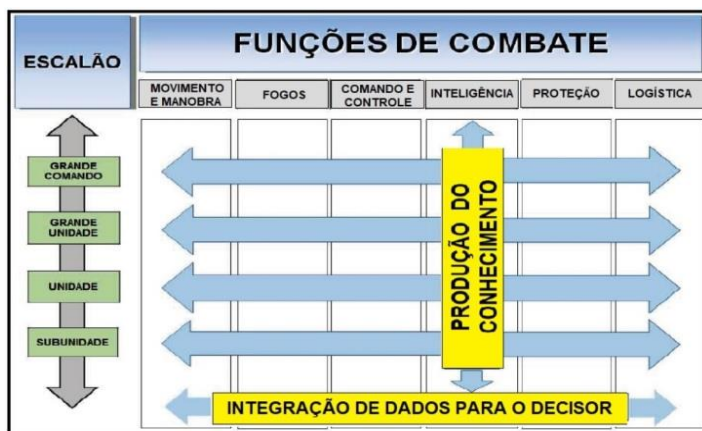 ESCALÃO
FUNÇÕES DE COMBATE
MOVIMENTO
E MANOBRA
FOGOS
COMANDO E
CONTROLE
INTELIGÊNCIA
PROTEÇÃO
LOGÍSTICA
GRANDE
COMANDO
GRANDE
UNIDADE
UNIDADE
SUBUNIDADE
PRODUÇÃO DO
CONHECIMENTO
INTEGRAÇÃO DE DADOS PARA O DECISOR